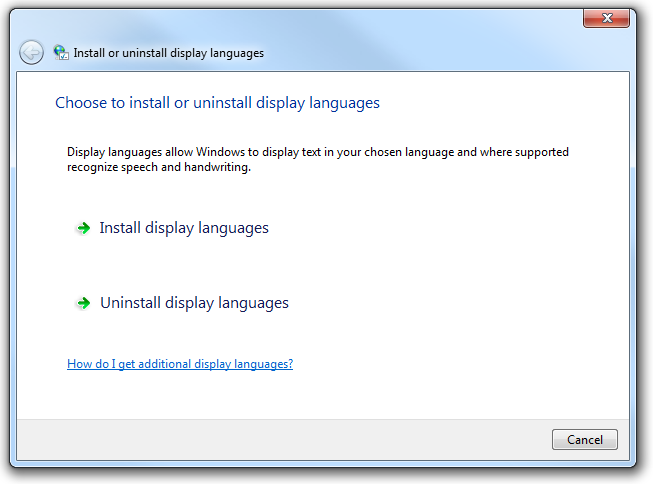 Install or uninstall display languages
Choose to install or uninstall display languages
Display languages allow Windows to display text in your chosen language and where supported
recognize speech and handwriting.
Install display languages
Uninstall display languages
How do I get additional display languages?
Cancel